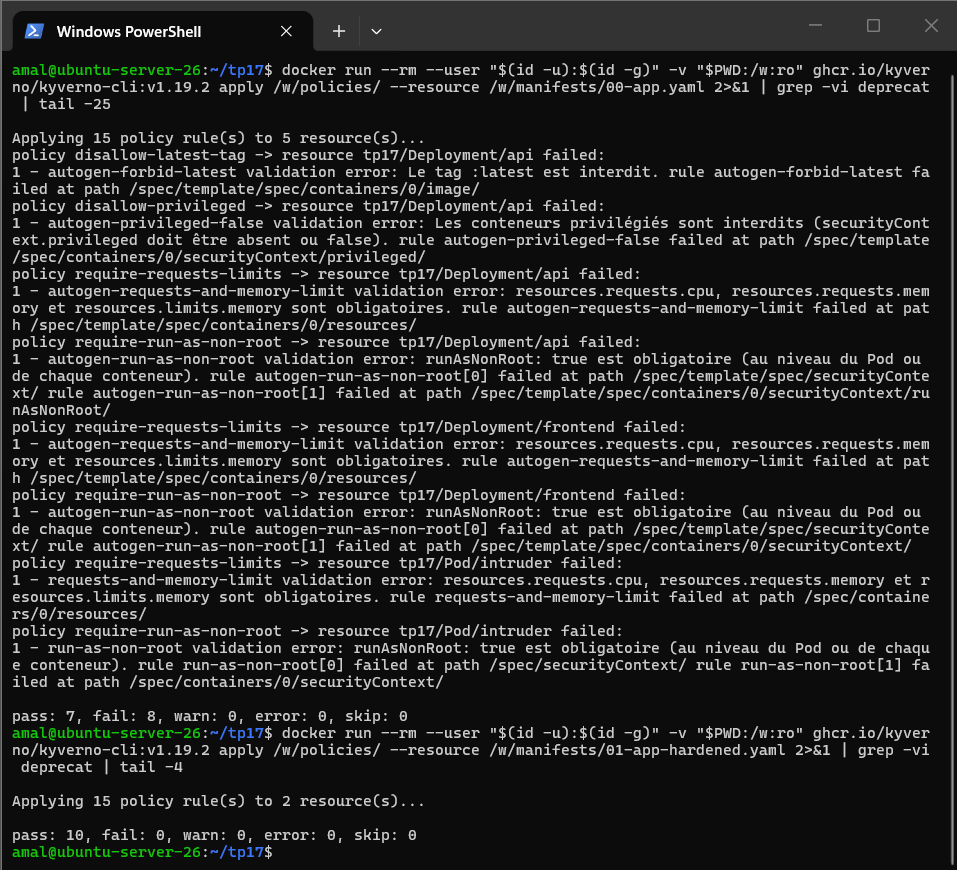 Windows PowerShell
amal@ubuntu-server-26:~/tp17$ docker run --rm --user "$(id -u):$(id -g)" -v "$PWD:/w:ro" ghcr.io/kyver
no/kyverno-cli:v1.19.2 apply /w/policies/ --resource /w/manifests/00-app.yaml 2>&1 | grep -vi deprecat
 | tail -25
Applying 15 policy rule(s) to 5 resource(s)...
policy disallow-latest-tag -> resource tp17/Deployment/api failed:
1 - autogen-forbid-latest validation error: Le tag :latest est interdit. rule autogen-forbid-latest fa
iled at path /spec/template/spec/containers/0/image/
policy disallow-privileged -> resource tp17/Deployment/api failed:
1 - autogen-privileged-false validation error: Les conteneurs privilégiés sont interdits (securityCont
ext.privileged doit être absent ou false). rule autogen-privileged-false failed at path /spec/template
/spec/containers/0/securityContext/privileged/
policy require-requests-limits -> resource tp17/Deployment/api failed:
1 - autogen-requests-and-memory-limit validation error: resources.requests.cpu, resources.requests.mem
ory et resources.limits.memory sont obligatoires. rule autogen-requests-and-memory-limit failed at pat
h /spec/template/spec/containers/0/resources/
policy require-run-as-non-root -> resource tp17/Deployment/api failed:
1 - autogen-run-as-non-root validation error: runAsNonRoot: true est obligatoire (au niveau du Pod ou
de chaque conteneur). rule autogen-run-as-non-root[0] failed at path /spec/template/spec/securityConte
xt/ rule autogen-run-as-non-root[1] failed at path /spec/template/spec/containers/0/securityContext/ru
nAsNonRoot/
policy require-requests-limits -> resource tp17/Deployment/frontend failed:
1 - autogen-requests-and-memory-limit validation error: resources.requests.cpu, resources.requests.mem
ory et resources.limits.memory sont obligatoires. rule autogen-requests-and-memory-limit failed at pat
h /spec/template/spec/containers/0/resources/
policy require-run-as-non-root -> resource tp17/Deployment/frontend failed:
1 - autogen-run-as-non-root validation error: runAsNonRoot: true est obligatoire (au niveau du Pod ou
de chaque conteneur). rule autogen-run-as-non-root[0] failed at path /spec/template/spec/securityConte
xt/ rule autogen-run-as-non-root[1] failed at path /spec/template/spec/containers/0/securityContext/
policy require-requests-limits -> resource tp17/Pod/intruder failed:
1 - requests-and-memory-limit validation error: resources.requests.cpu, resources.requests.memory et r
esources.limits.memory sont obligatoires. rule requests-and-memory-limit failed at path /spec/containe
rs/0/resources/
policy require-run-as-non-root -> resource tp17/Pod/intruder failed:
1 - run-as-non-root validation error: runAsNonRoot: true est obligatoire (au niveau du Pod ou de chaqu
e conteneur). rule run-as-non-root[0] failed at path /spec/securityContext/ rule run-as-non-root[1] fa
iled at path /spec/containers/0/securityContext/
pass: 7, fail: 8, warn: 0, error: 0, skip: 0
amal@ubuntu-server-26:~/tp17$ docker run --rm --user "$(id -u):$(id -g)" -v "$PWD:/w:ro" ghcr.io/kyver
no/kyverno-cli:v1.19.2 apply /w/policies/ --resource /w/manifests/01-app-hardened.yaml 2>&1 | grep -vi
 deprecat | tail -4
Applying 15 policy rule(s) to 2 resource(s)...
pass: 10, fail: 0, warn: 0, error: 0, skip: 0
amal@ubuntu-server-26:~/tp17$